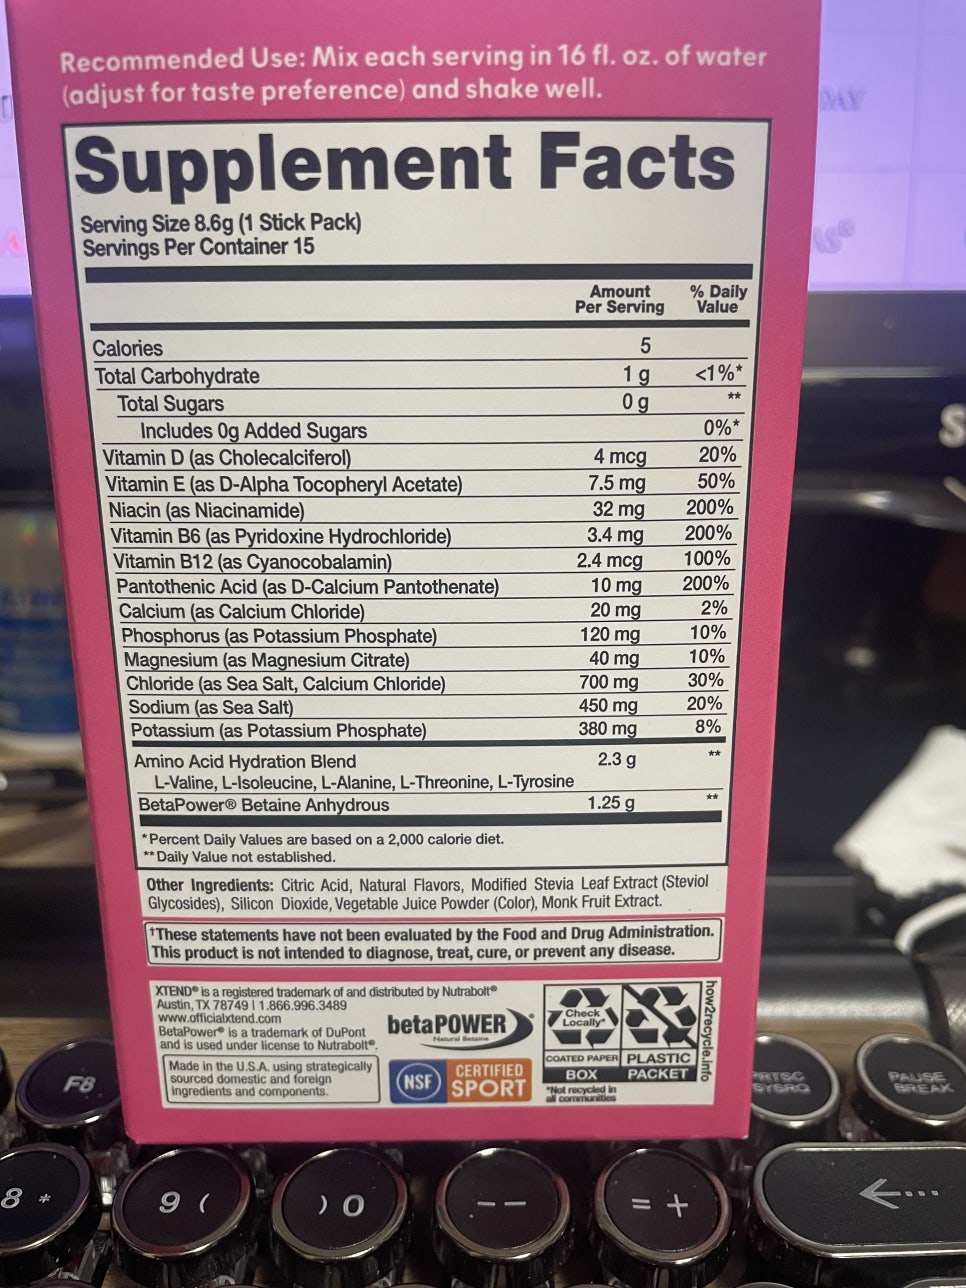 Recommended Use: Mix each serving in 16 fl. oz. of water
(adjust for taste preference) and shake well.
Supplement Facts
Serving Size 8.6g (1 Stick Pack)
Servings Per Container 15
Amount Per Serving % Daily Value
Calories 5
Total Carbohydrate 1 g <1%*
Total Sugars 0 g **
Includes 0g Added Sugars 0%*
Vitamin D (as Cholecalciferol) 4 mcg 20%
Vitamin E (as D-Alpha Tocopheryl Acetate) 7.5 mg 50%
Niacin (as Niacinamide) 32 mg 200%
Vitamin B6 (as Pyridoxine Hydrochloride) 3.4 mg 200%
Vitamin B12 (as Cyanocobalamin) 2.4 mcg 100%
Pantothenic Acid (as D-Calcium Pantothenate) 10 mg 200%
Calcium (as Calcium Chloride) 20 mg 2%
Phosphorus (as Potassium Phosphate) 120 mg 10%
Magnesium (as Magnesium Citrate) 40 mg 10%
Chloride (as Sea Salt, Calcium Chloride) 700 mg 30%
Sodium (as Sea Salt) 450 mg 20%
Potassium (as Potassium Phosphate) 380 mg 8%
Amino Acid Hydration Blend 2.3 g **
L-Valine, L-Isoleucine, L-Alanine, L-Threonine, L-Tyrosine
BetaPower® Betaine Anhydrous 1.25 g **
*Percent Daily Values are based on a 2,000 calorie diet.
**Daily Value not established.
Other Ingredients: Citric Acid, Natural Flavors, Modified Stevia Leaf Extract (Steviol
Glycosides), Silicon Dioxide, Vegetable Juice Powder (Color), Monk Fruit Extract.
†These statements have not been evaluated by the Food and Drug Administration.
This product is not intended to diagnose, treat, cure, or prevent any disease.
XTEND® is a registered trademark of and distributed by Nutrabolt®
Austin, TX 78749 | 1.866.996.3489
www.officialxtend.com
BetaPower® is a trademark of DuPont
and is used under license to Nutrabolt®.
Made in the U.S.A. using strategically
sourced domestic and foreign
ingredients and components.
betaPOWER
Natural Betaine
NSF CERTIFIED
SPORT
Check
Locally*
COATED PAPER
BOX
PLASTIC
PACKET
*Not recycled in
all communities
how2recycle.info
DAY
S
F8
PRTSC
SYSRQ
PAUSE
BREAK
8 *
9 (
) 0
- -
= +